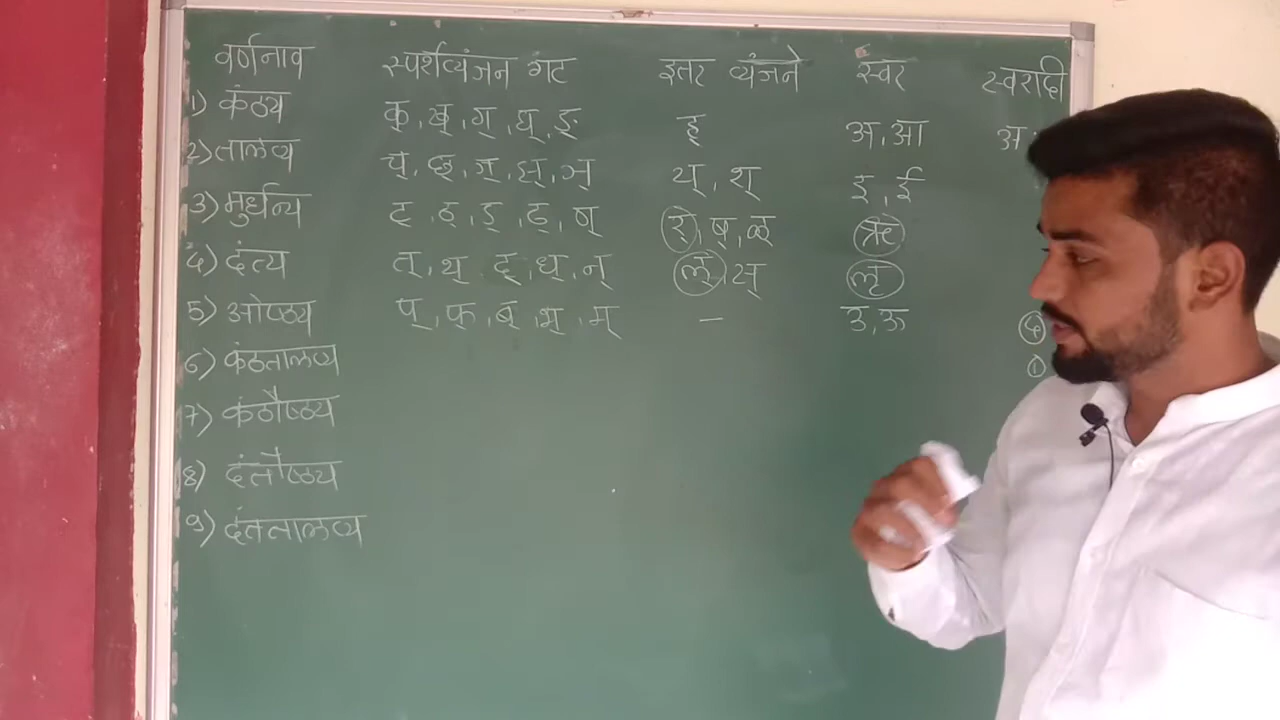 वर्णनाव स्पर्शव्यंजन गट इतर व्यंजने स्वर स्वरादी
1) कंठ्य क्, ख्, ग्, घ्, ङ् ह् अ, आ अ
2) तालव्य च्, छ्, ज्, झ्, ञ् य्, श् इ, ई
3) मुर्धन्य ट्, ठ्, ड्, ढ्, ण् र्, ष्, ळ् ऋ
4) दंत्य त्, थ्, द्, ध्, न् ल्, स् लृ
5) ओष्ठ्य प्, फ्, ब्, भ्, म् – उ, ऊ
6) कंठतालव्य
7) कंठौष्ठ्य
8) दंतौष्ठ्य
9) दंततालव्य